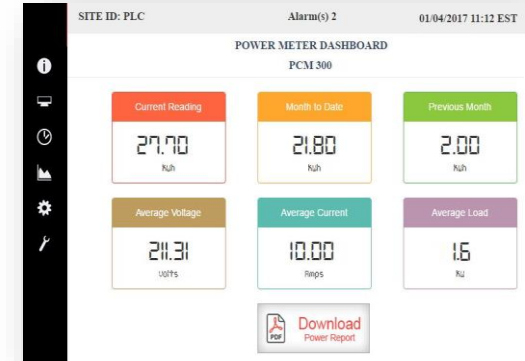 SITE ID: PLC Alarm(s) 2 01/04/2017 11:12 EST
POWER METER DASHBOARD
PCM 300
Current Reading Month to Date Previous Month
27.70 21.80 2.00
Kwh Kwh Kwh
Average Voltage Average Current Average Load
211.31 10.00 1.6
Volts Amps Kw
PDF
Download
Power Report